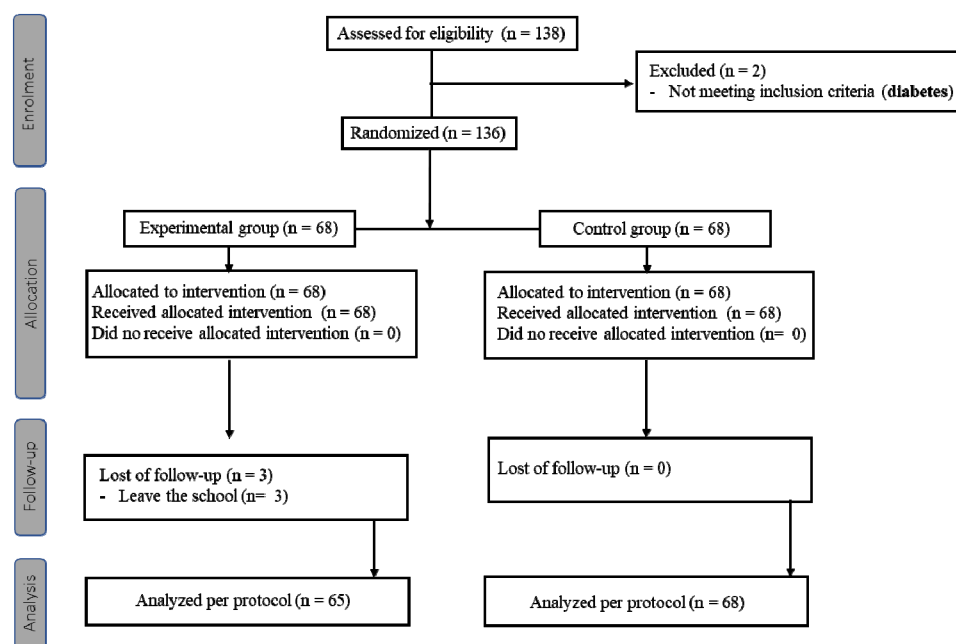 Enrolment
Assessed for eligibility (n = 138)
Excluded (n = 2)
- Not meeting inclusion criteria (diabetes)
Randomized (n = 136)
Allocation
Experimental group (n = 68)
Control group (n = 68)
Allocated to intervention (n = 68)
Received allocated intervention (n = 68)
Did no receive allocated intervention (n = 0)
Allocated to intervention (n = 68)
Received allocated intervention (n = 68)
Did no receive allocated intervention (n= 0)
Follow-up
Lost of follow-up (n = 3)
- Leave the school (n= 3)
Lost of follow-up (n = 0)
Analysis
Analyzed per protocol (n = 65)
Analyzed per protocol (n = 68)